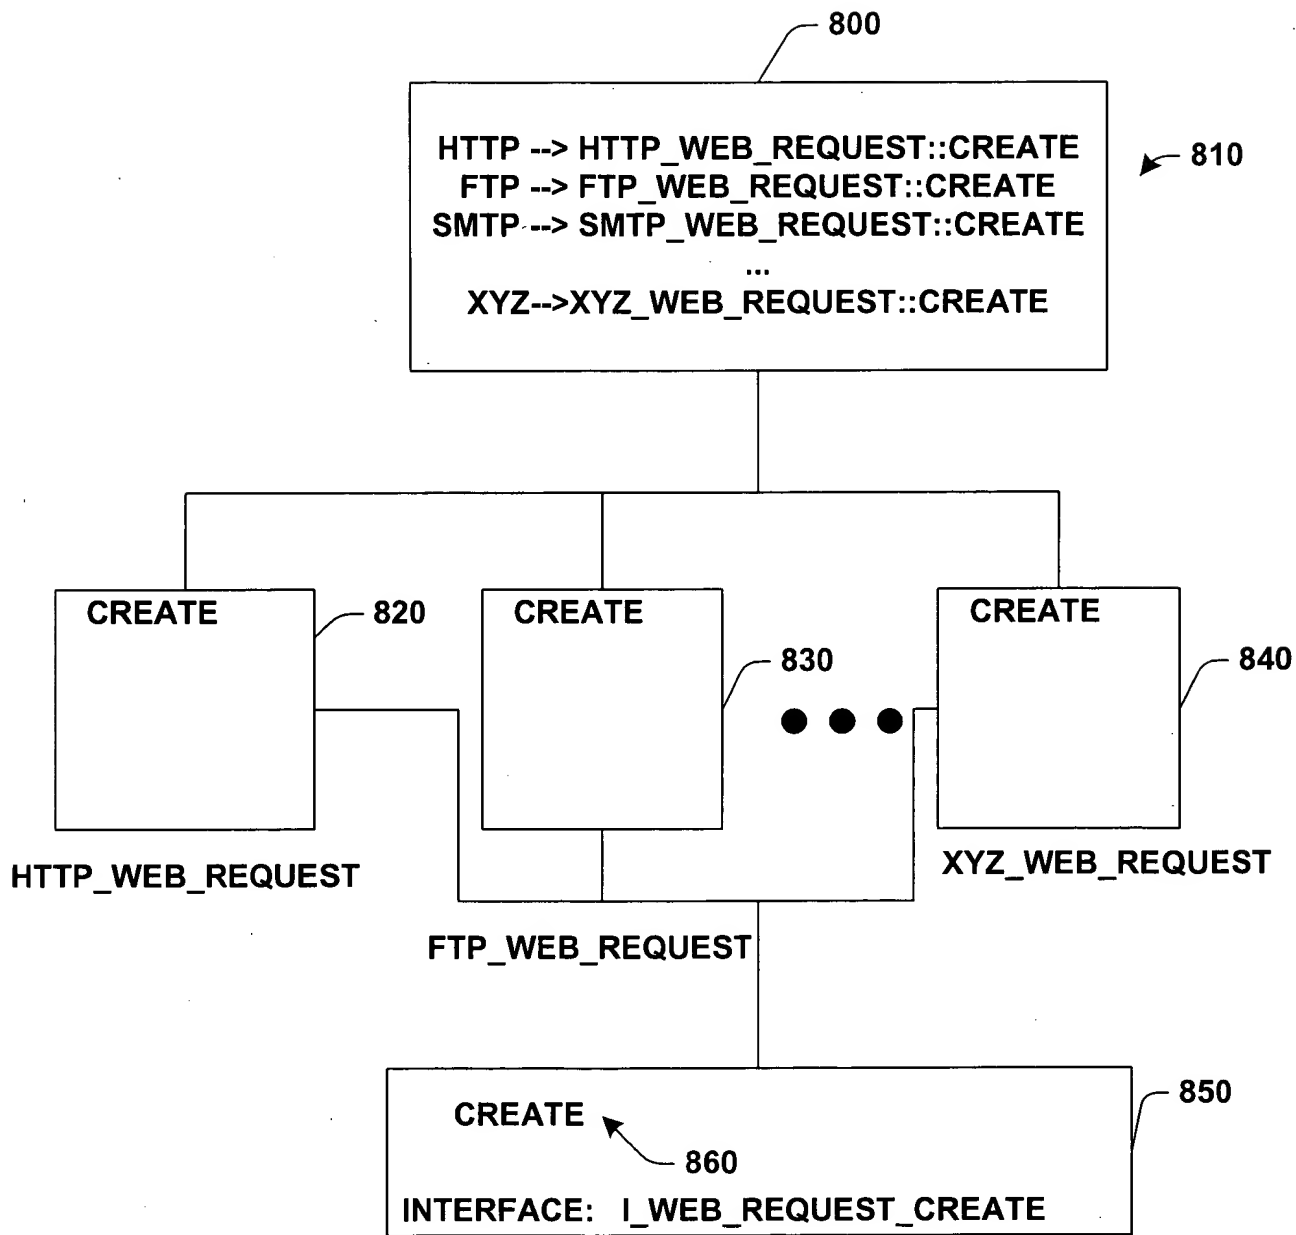 800
HTTP --> HTTP_WEB_REQUEST::CREATE
810
FTP --> FTP_WEB_REQUEST::CREATE
SMTP --> SMTP_WEB_REQUEST::CREATE
...
XYZ-->XYZ_WEB_REQUEST::CREATE
CREATE
820
CREATE
830
CREATE
840
HTTP_WEB_REQUEST
XYZ_WEB_REQUEST
FTP_WEB_REQUEST
850
CREATE
860
INTERFACE: I_WEB_REQUEST_CREATE